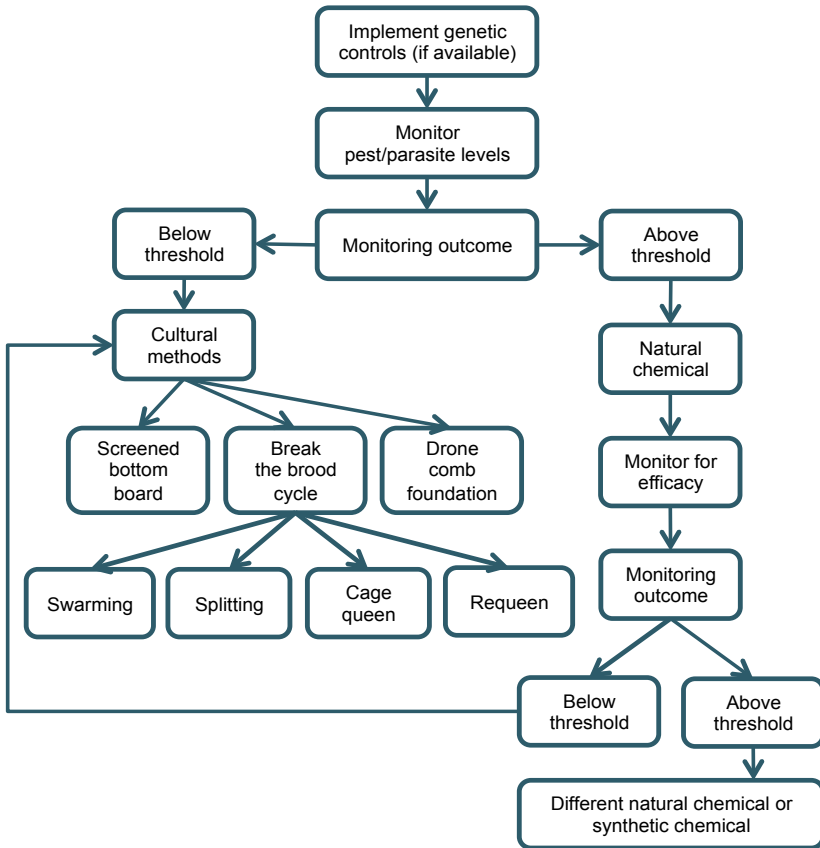 Implement genetic
controls (if available)
Monitor
pest/parasite levels
Below
threshold
Monitoring outcome
Above
threshold
Cultural
methods
Natural
chemical
Screened
bottom
board
Break
the brood
cycle
Drone
comb
foundation
Monitor for
efficacy
Swarming
Splitting
Cage
queen
Requeen
Monitoring
outcome
Below
threshold
Above
threshold
Different natural chemical or
synthetic chemical